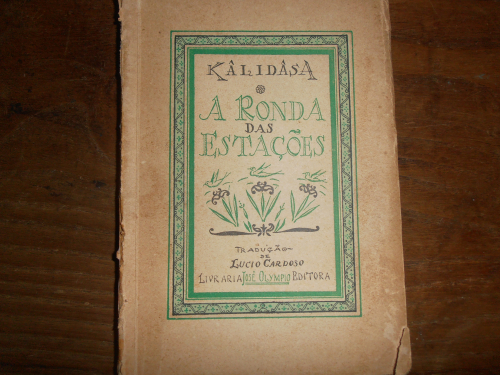 KÂLIDÂSA
A RONDA
DAS
ESTAÇÕES
TRADUÇÃO
DE
LUCIO CARDOSO
LIVRARIA JOSÉ OLYMPIO EDITORA